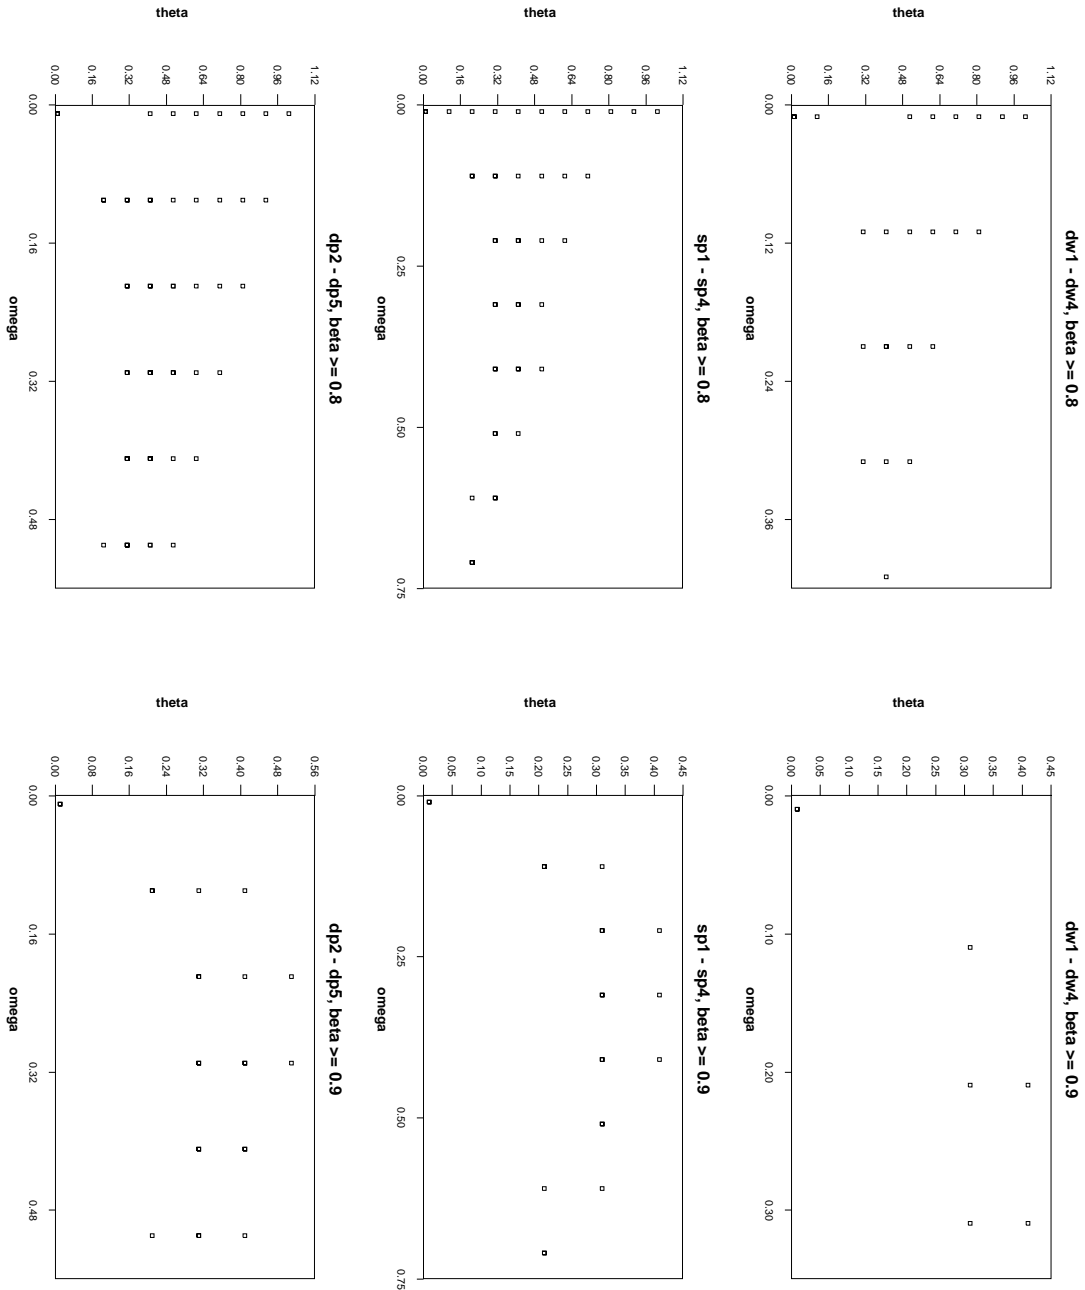 dw1 - dw4, beta >= 0.8
theta
1.12
0.96
0.80
0.64
0.48
0.32
0.16
0.00
0.00 0.12 0.24 0.36
omega
dw1 - dw4, beta >= 0.9
theta
0.45
0.40
0.35
0.30
0.25
0.20
0.15
0.10
0.05
0.00
0.00 0.10 0.20 0.30
omega
sp1 - sp4, beta >= 0.8
theta
1.12
0.96
0.80
0.64
0.48
0.32
0.16
0.00
0.00 0.25 0.50 0.75
omega
sp1 - sp4, beta >= 0.9
theta
0.45
0.40
0.35
0.30
0.25
0.20
0.15
0.10
0.05
0.00
0.00 0.25 0.50 0.75
omega
dp2 - dp5, beta >= 0.8
theta
1.12
0.96
0.80
0.64
0.48
0.32
0.16
0.00
0.00 0.16 0.32 0.48
omega
dp2 - dp5, beta >= 0.9
theta
0.56
0.48
0.40
0.32
0.24
0.16
0.08
0.00
0.00 0.16 0.32 0.48
omega